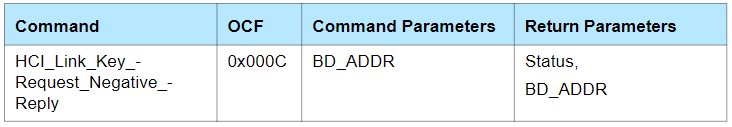 Command OCF Command Parameters Return Parameters
HCI_Link_Key_- 0x000C BD_ADDR Status,
Request_Negative_- BD_ADDR
Reply